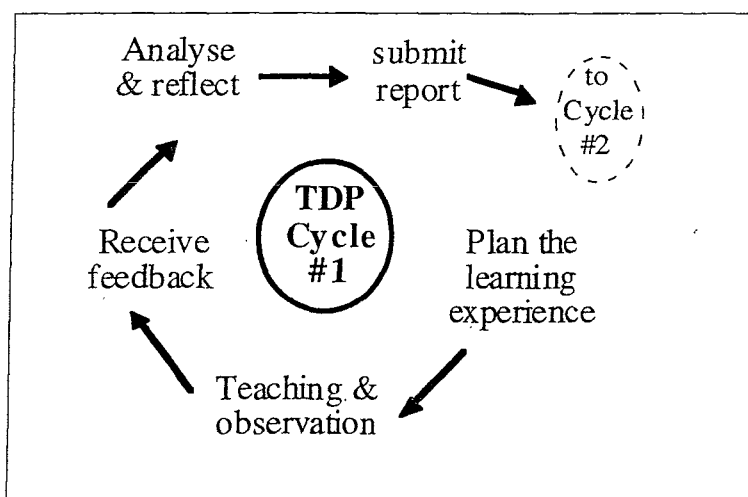 Analyse
& reflect
submit
report
to
Cycle
#2
TDP
Cycle
#1
Receive
feedback
Plan the
learning
experience
Teaching &
observation